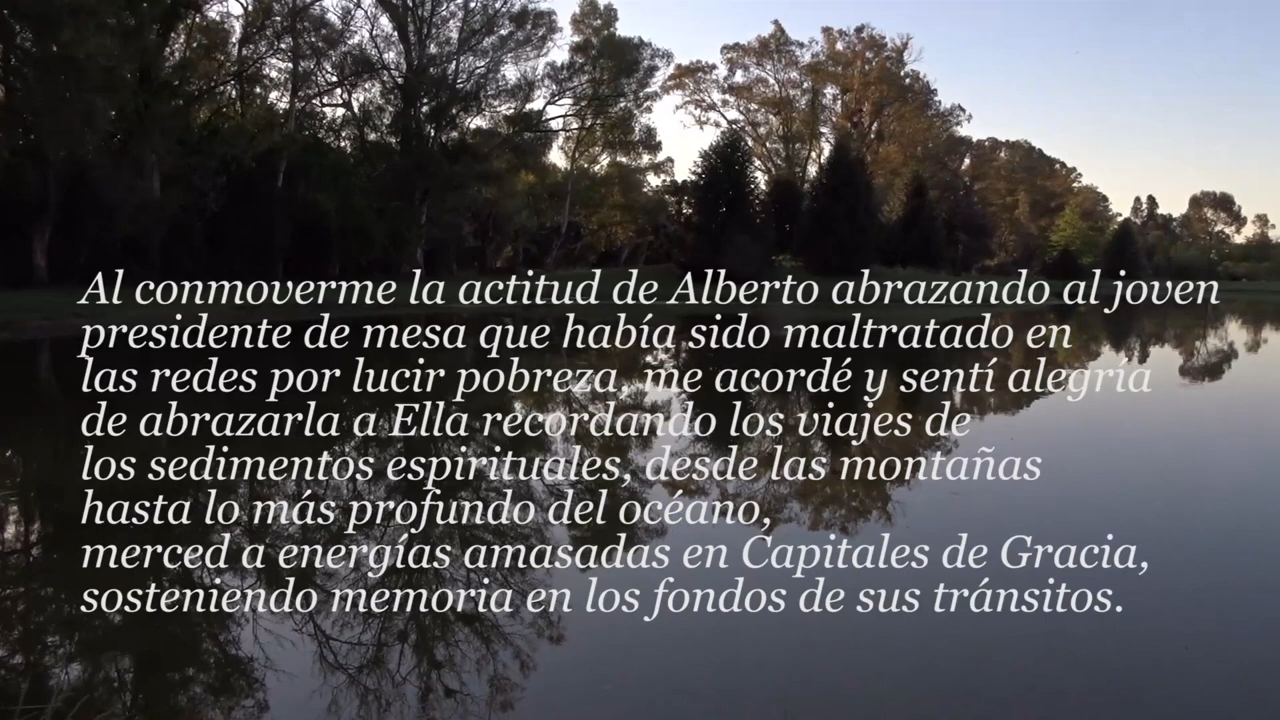 Al conmoverme la actitud de Alberto abrazando al joven
presidente de mesa que había sido maltratado en
las redes por lucir pobreza, me acordé y sentí alegría
de abrazarla a Ella recordando los viajes de
los sedimentos espirituales, desde las montañas
hasta lo más profundo del océano,
merced a energías amasadas en Capitales de Gracia,
sosteniendo memoria en los fondos de sus tránsitos.